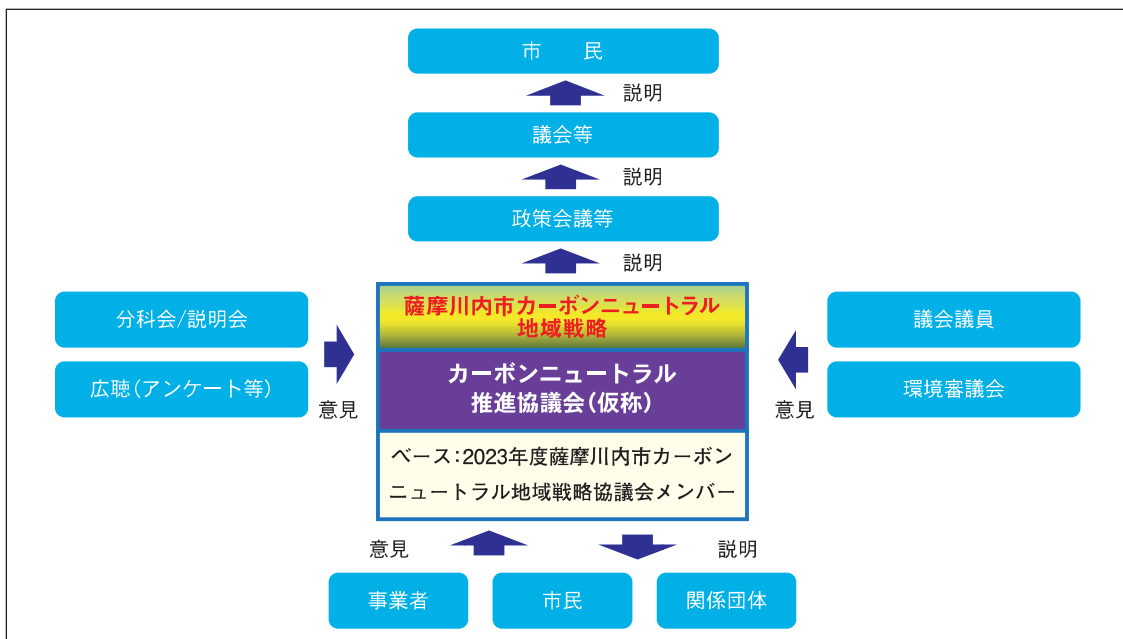 市　民
説明
議会等
説明
政策会議等
説明
薩摩川内市カーボンニュートラル
地域戦略
カーボンニュートラル
推進協議会(仮称)
ベース:2023年度薩摩川内市カーボン
ニュートラル地域戦略協議会メンバー
分科会/説明会
広聴(アンケート等)
意見
議会議員
環境審議会
意見
意見
説明
事業者
市民
関係団体